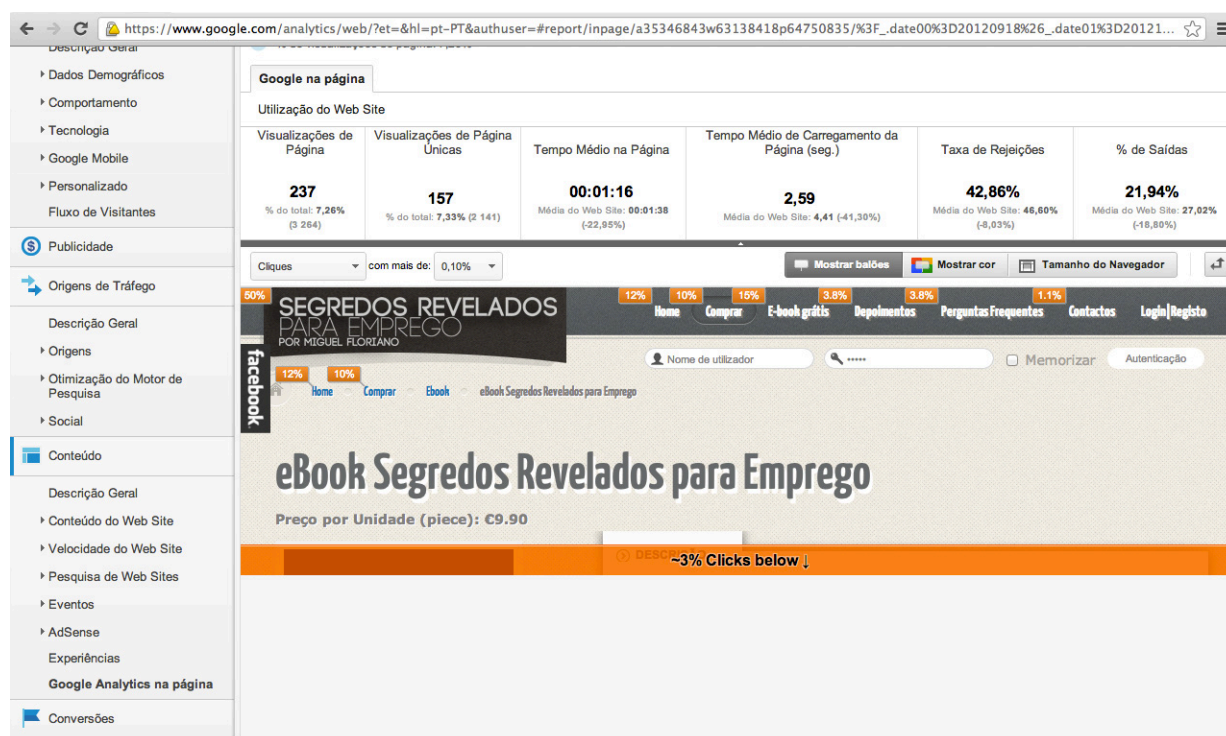 https://www.google.com/analytics/web/?et=&hl=pt-PT&authuser=#report/inpage/a35346843w63138418p64750835/%3F_.date00%3D20120918%26_.date01%3D20121...
Descrição Geral
Dados Demográficos
Comportamento
Tecnologia
Google Mobile
Personalizado
Fluxo de Visitantes
Publicidade
Origens de Tráfego
Descrição Geral
Origens
Otimização do Motor de
Pesquisa
Social
Conteúdo
Descrição Geral
Conteúdo do Web Site
Velocidade do Web Site
Pesquisa de Web Sites
Eventos
AdSense
Experiências
Google Analytics na página
Conversões
Google na página
Utilização do Web Site
Visualizações de
Página
237
% do total: 7,26%
(3 264)
Visualizações de Página
Únicas
157
% do total: 7,33% (2 141)
Tempo Médio na Página
00:01:16
Média do Web Site: 00:01:38
(-22,95%)
Tempo Médio de Carregamento da
Página (seg.)
2,59
Média do Web Site: 4,41 (-41,30%)
Taxa de Rejeições
42,86%
Média do Web Site: 46,60%
(-8,03%)
% de Saídas
21,94%
Média do Web Site: 27,02%
(-18,80%)
Cliques com mais de: 0,10% Mostrar balões Mostrar cor Tamanho do Navegador
50% 12% 10% 15% 3.8% 3.8% 1.1%
SEGREDOS REVELADOS
PARA EMPREGO
POR MIGUEL FLORIANO
Home Comprar E-book grátis Depoimentos Perguntas Frequentes Contactos Login|Registo
facebook
Nome de utilizador ••••• Memorizar Autenticação
12% 10%
Home Comprar Ebook eBook Segredos Revelados para Emprego
eBook Segredos Revelados para Emprego
Preço por Unidade (piece): €9.90
DESCRIÇÃO
~3% Clicks below ↓